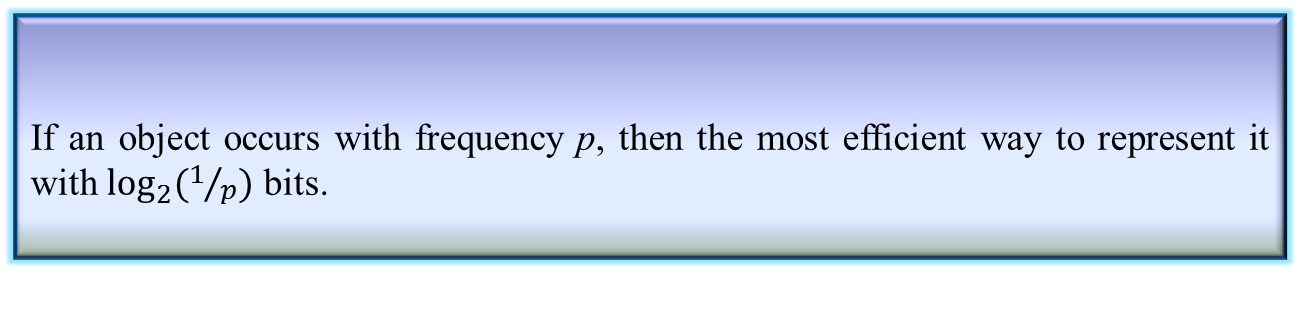 If an object occurs with frequency p, then the most efficient way to represent it
with log₂(¹/p) bits.